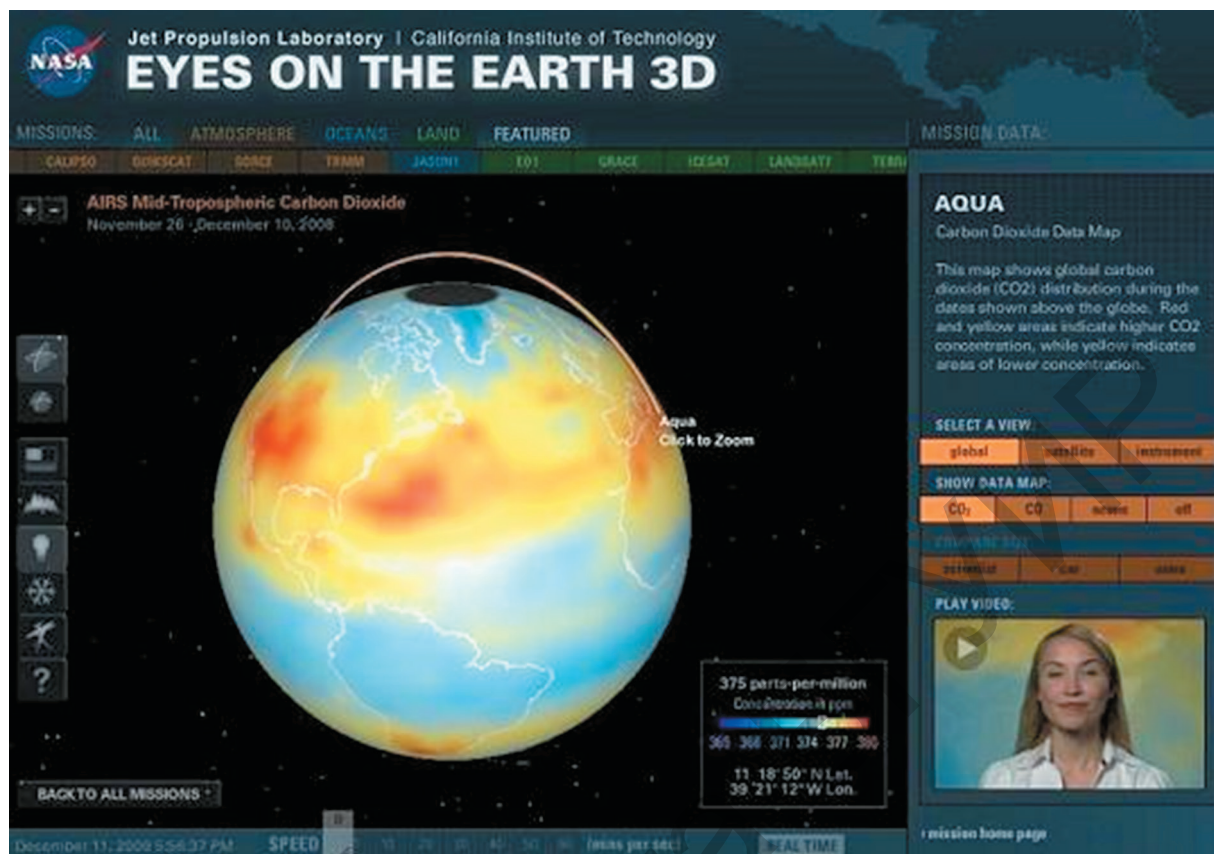 NASA
Jet Propulsion Laboratory | California Institute of Technology
EYES ON THE EARTH 3D
MISSIONS: ALL ATMOSPHERE OCEANS LAND FEATURED
CALIPSO QUIKSCAT SORCE TRMM JASON1 EO1 GRACE ICESAT LANDSAT7 TERRA
MISSION DATA:
+ -
AIRS Mid-Tropospheric Carbon Dioxide
November 26 - December 10, 2008
Aqua
Click to Zoom
375 parts-per-million
Concentration in ppm
365 368 371 374 377 380
11 18' 50" N Lat.
39 '21' 12" W Lon.
?
BACK TO ALL MISSIONS
SPEED
REAL TIME
AQUA
Carbon Dioxide Data Map
This map shows global carbon
dioxide (CO2) distribution during the
dates shown above the globe. Red
and yellow areas indicate higher CO2
concentration, while yellow indicates
areas of lower concentration.
SELECT A VIEW:
global satellite instrument
SHOW DATA MAP:
CO₂ CO off
PLAY VIDEO:
mission home page